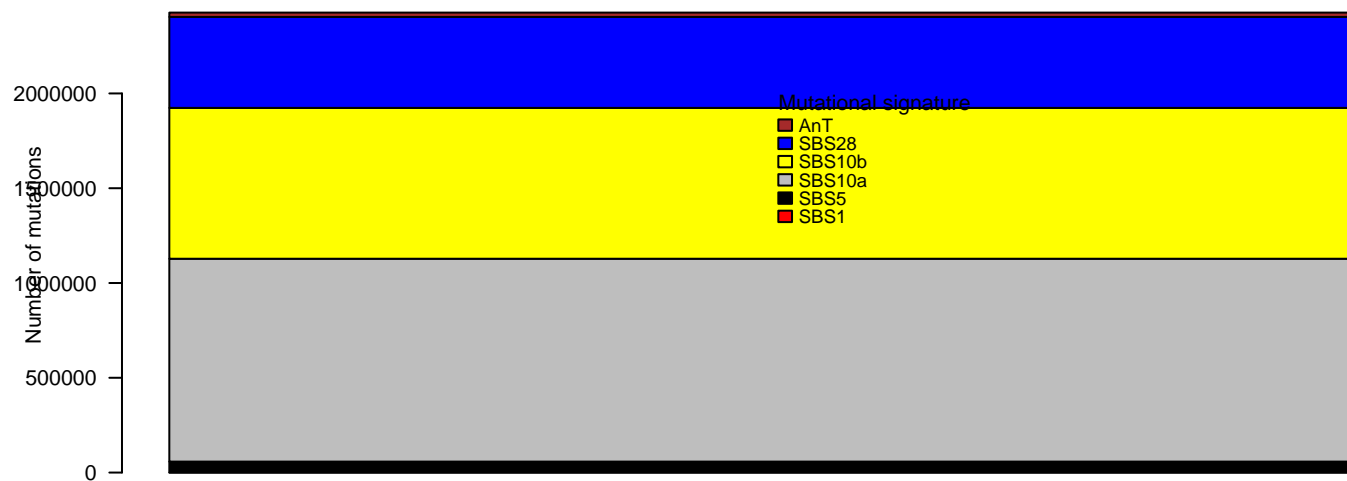 2000000
1500000
1000000
500000
0
Number of mutations
Mutational signature
AnT
SBS28
SBS10b
SBS10a
SBS5
SBS1